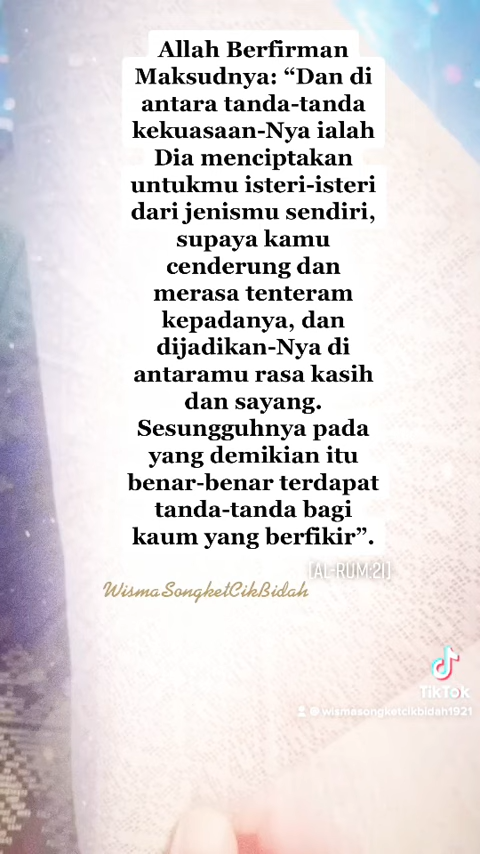 Allah Berfirman
Maksudnya: “Dan di
antara tanda-tanda
kekuasaan-Nya ialah
Dia menciptakan
untukmu isteri-isteri
dari jenismu sendiri,
supaya kamu
cenderung dan
merasa tenteram
kepadanya, dan
dijadikan-Nya di
antaramu rasa kasih
dan sayang.
Sesungguhnya pada
yang demikian itu
benar-benar terdapat
tanda-tanda bagi
kaum yang berfikir”.
[AL-RUM:21]
WismaSongketCikBidah
TikTok
@.wismasongketcikbidah1921